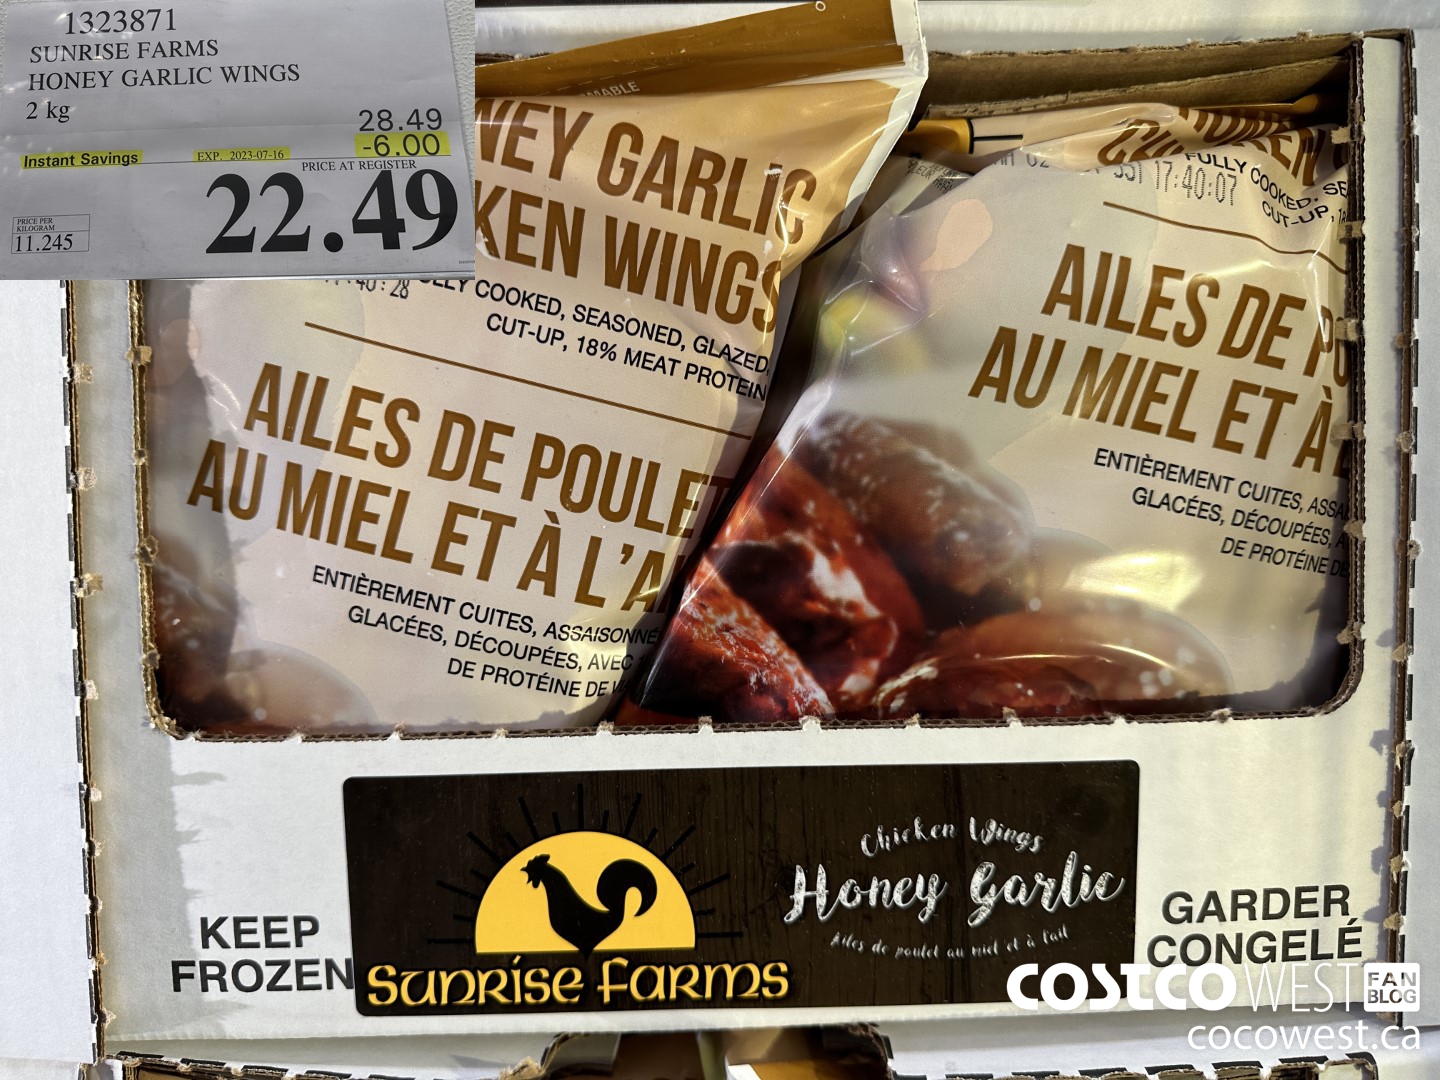 1323871
SUNRISE FARMS
HONEY GARLIC WINGS
2 kg
28.49
Instant Savings
EXP. 2023-07-16
-6.00
PRICE AT REGISTER
22.49
PRICE PER
KILOGRAM
11.245
NEY GARLIC
KEN WINGS
COOKED, SEASONED, GLAZED,
CUT-UP, 18% MEAT PROTEIN
AILES DE POULET
AU MIEL ET À L'A
ENTIÈREMENT CUITES, ASSAISONNÉ
GLACÉES, DÉCOUPÉES, AVEC
DE PROTÉINE DE
17:40:07
FULLY COOKED, SE
CUT-UP,
AILES DE PO
AU MIEL ET À
ENTIÈREMENT CUITES, ASSA
GLACÉES, DÉCOUPÉES, A
DE PROTÉINE D
KEEP
FROZEN
Sunrise Farms
Chicken Wings
Honey Garlic
Ailes de poulet au miel et à l'ail
GARDER
CONGELÉ
COSTCO WEST FAN BLOG
cocowest.ca